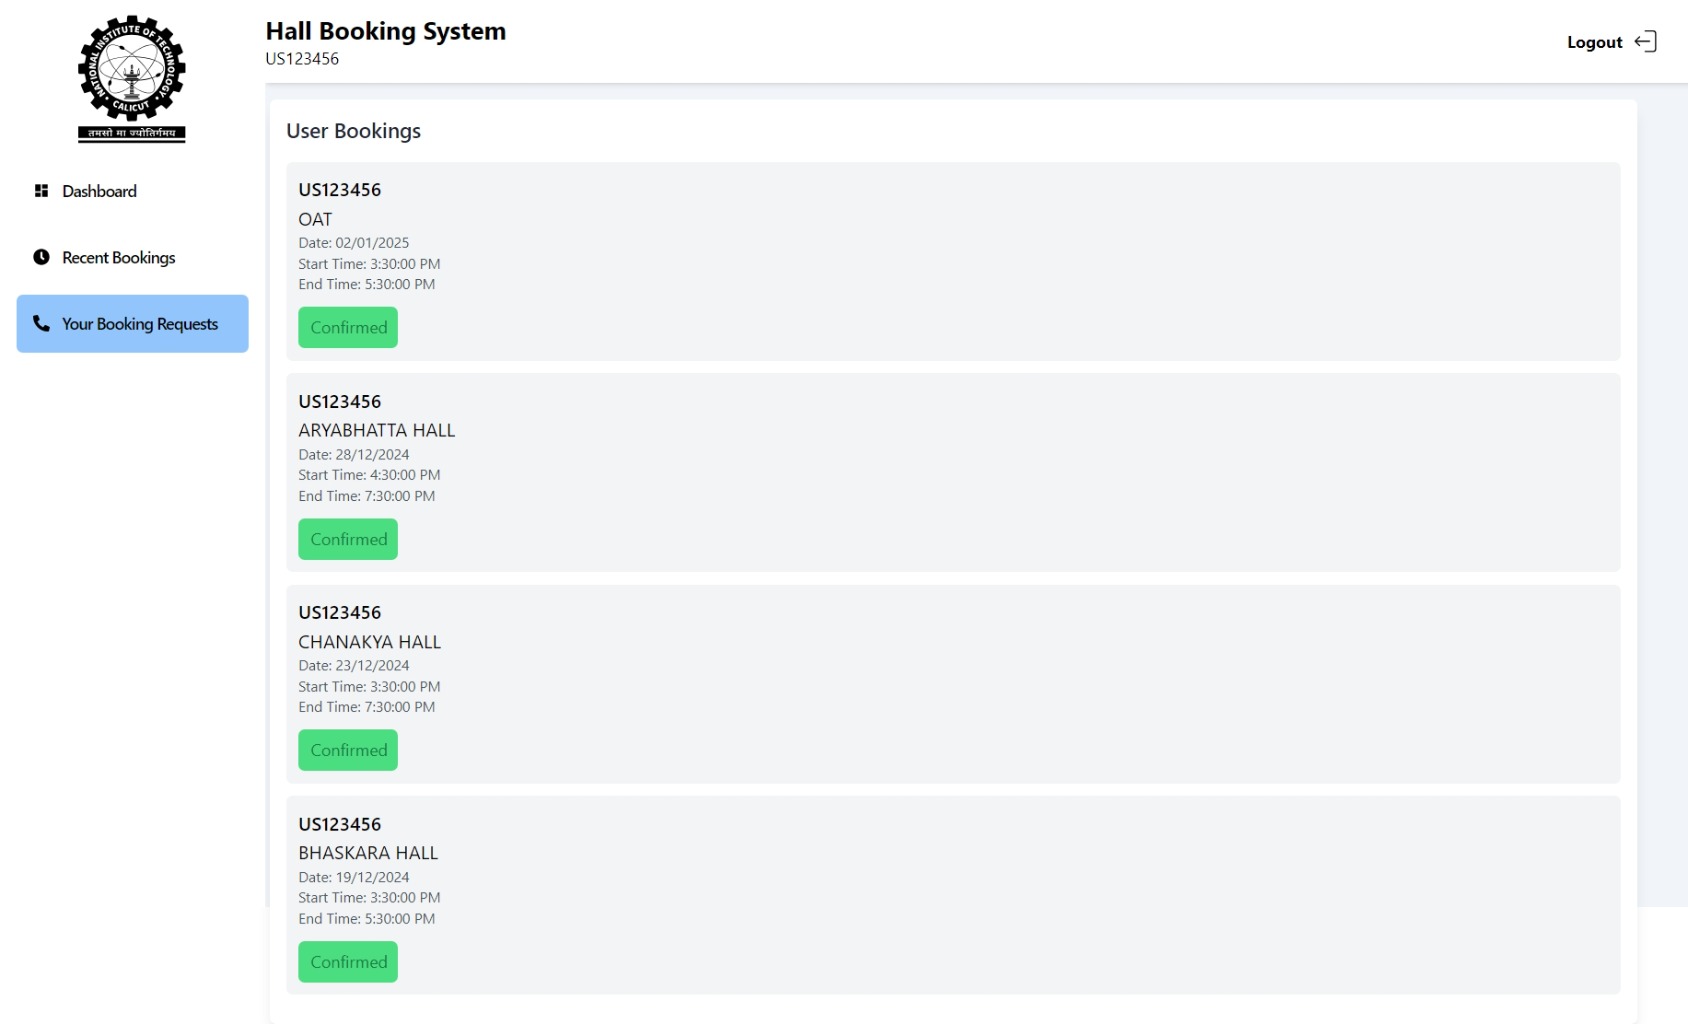 NATIONAL INSTITUTE OF TECHNOLOGY
CALICUT
तमसो मा ज्योतिर्गमय
Hall Booking System
US123456
Logout
Dashboard
Recent Bookings
Your Booking Requests
User Bookings
US123456
OAT
Date: 02/01/2025
Start Time: 3:30:00 PM
End Time: 5:30:00 PM
Confirmed
US123456
ARYABHATTA HALL
Date: 28/12/2024
Start Time: 4:30:00 PM
End Time: 7:30:00 PM
Confirmed
US123456
CHANAKYA HALL
Date: 23/12/2024
Start Time: 3:30:00 PM
End Time: 7:30:00 PM
Confirmed
US123456
BHASKARA HALL
Date: 19/12/2024
Start Time: 3:30:00 PM
End Time: 5:30:00 PM
Confirmed